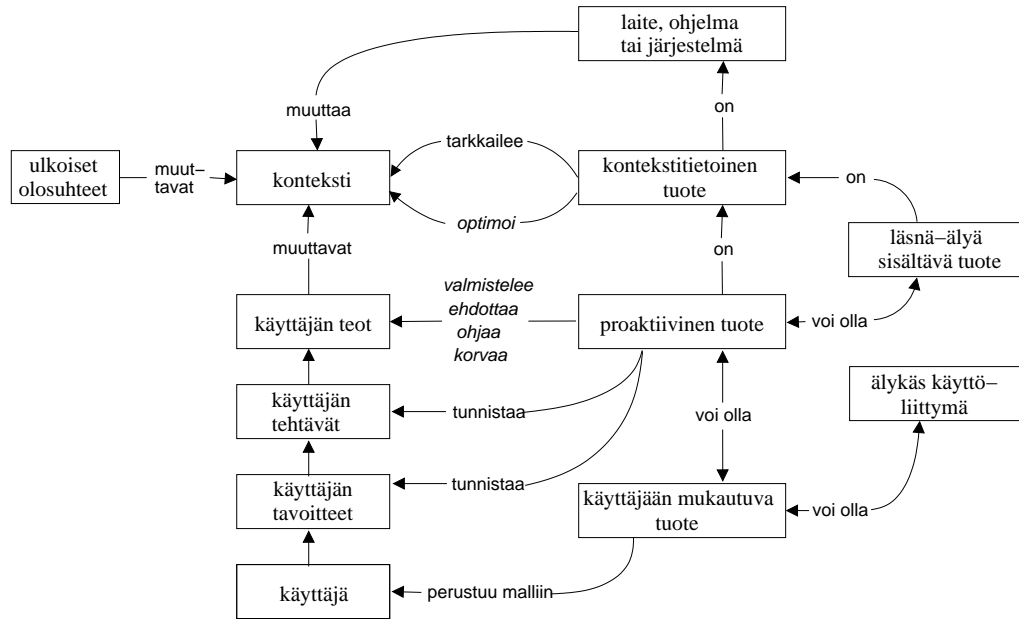 laite, ohjelma
tai järjestelmä
muuttaa
on
tarkkailee
ulkoiset
olosuhteet
muut–
tavat
konteksti
kontekstitietoinen
tuote
on
optimoi
muuttavat
on
läsnä–älyä
sisältävä tuote
valmistelee
ehdottaa
ohjaa
korvaa
käyttäjän teot
proaktiivinen tuote
voi olla
käyttäjän
tehtävät
tunnistaa
voi olla
älykäs käyttö–
liittymä
käyttäjän
tavoitteet
tunnistaa
käyttäjään mukautuva
tuote
voi olla
käyttäjä
perustuu malliin